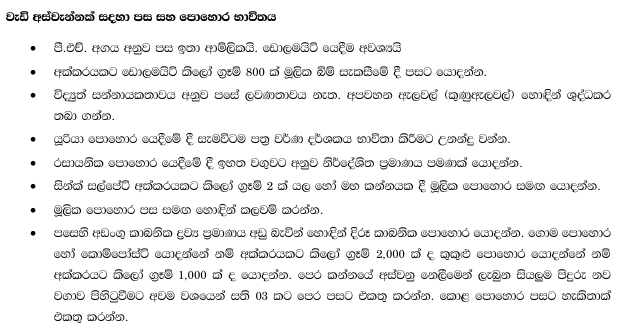 වැඩි අස්වැන්නක් සඳහා පස සහ පොහොර භාවිතය
• පී.එච්. අගය අනුව පස ඉතා ආම්ලිකයි. ඩොලමයිට් යෙදීම අවශ්‍යයි
• අක්කරයකට ඩොලමයිට් කිලෝ ග්‍රෑම් 800 ක් මූලික බිම් සැකසීමේ දී පසට යොදන්න.
• විද්‍යුත් සන්නායකතාවය අනුව පසේ ලවණතාවය නැත. අපවහන ඇලවල් (කුණුඇලවල්) හොඳින් ශුද්ධකර
තබා ගන්න.
• යූරියා පොහොර යෙදීමේ දී සැමවිටම පත්‍ර වර්ණ දර්ශකය භාවිතා කිරීමට උනන්දු වන්න.
• රසායනික පොහොර යෙදීමේ දී ඉහත වගුවට අනුව නිර්දේශිත ප්‍රමාණය පමණක් යොදන්න.
• සින්ක් සල්පේට් අක්කරයකට කිලෝ ග්‍රෑම් 2 ක් යල හෝ මහ කන්නයක දී මූලික පොහොර සමඟ යොදන්න.
• මූලික පොහොර පස සමඟ හොඳින් කලවම් කරන්න.
• පසෙහි අඩංගු කාබනික ද්‍රව්‍ය ප්‍රමාණය අඩු බැවින් හොඳින් දිරූ කාබනික පොහොර යොදන්න. ගොම පොහොර
හෝ කොම්පෝස්ට් යොදන්නේ නම් අක්කරයකට කිලෝ ග්‍රෑම් 2,000 ක් ද කුකුළු පොහොර යොදන්නේ නම්
අක්කරයට කිලෝ ග්‍රෑම් 1,000 ක් ද යොදන්න. පෙර කන්නයේ අස්වනු නෙලීමෙන් ලැබුන සියලුම පිදුරු නව
වගාව පිහිටුවීමට අවම වශයෙන් සති 03 කට පෙර පසට එකතු කරන්න. කොළ පොහොර පසට හැකිතාක්
එකතු කරන්න.